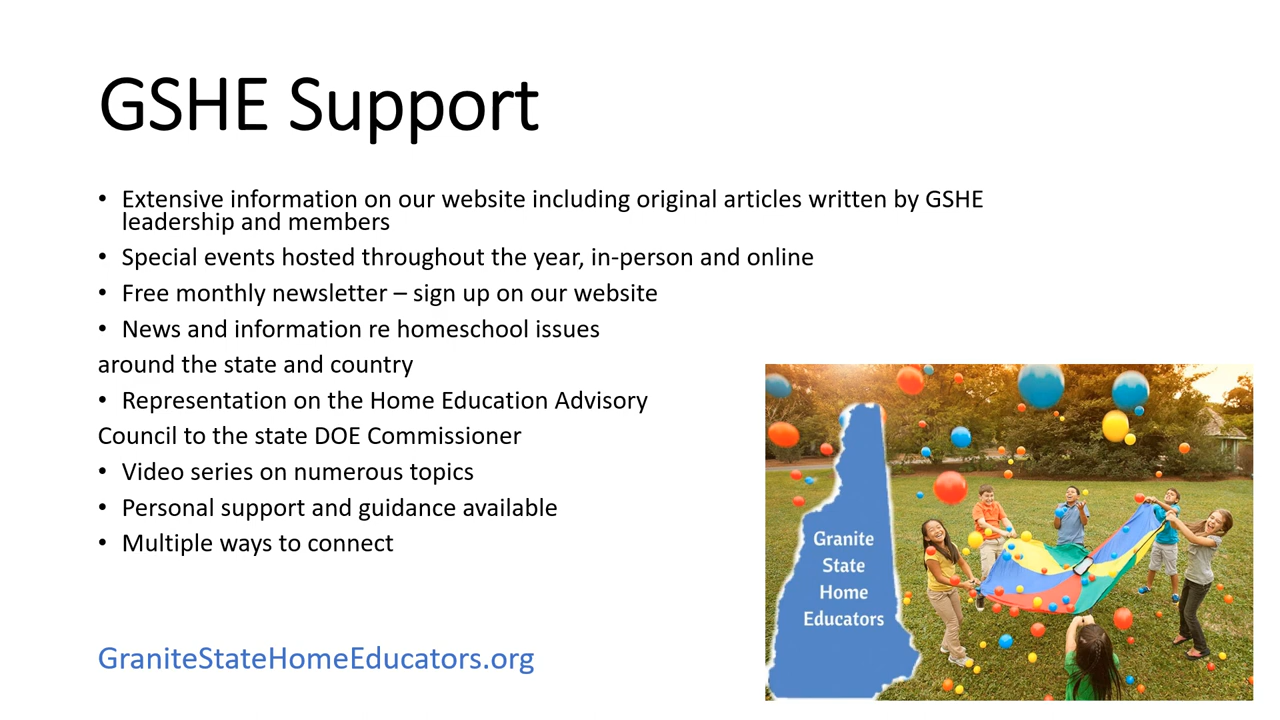 GSHE Support
• Extensive information on our website including original articles written by GSHE
leadership and members
• Special events hosted throughout the year, in-person and online
• Free monthly newsletter – sign up on our website
• News and information re homeschool issues
around the state and country
• Representation on the Home Education Advisory
Council to the state DOE Commissioner
• Video series on numerous topics
• Personal support and guidance available
• Multiple ways to connect
Granite
State
Home
Educators
GraniteStateHomeEducators.org